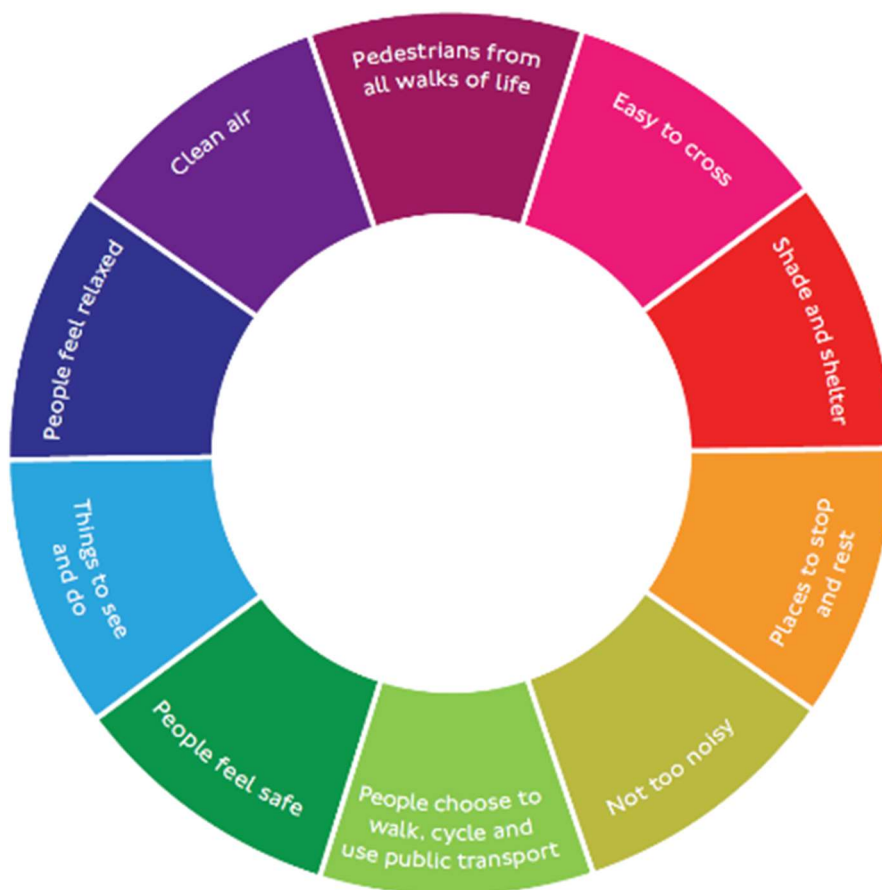 Pedestrians from
all walks of life
Easy to cross
Shade and shelter
Places to stop
and rest
Not too noisy
People choose to
walk, cycle and
use public transport
People feel safe
Things to see
and do
People feel relaxed
Clean air